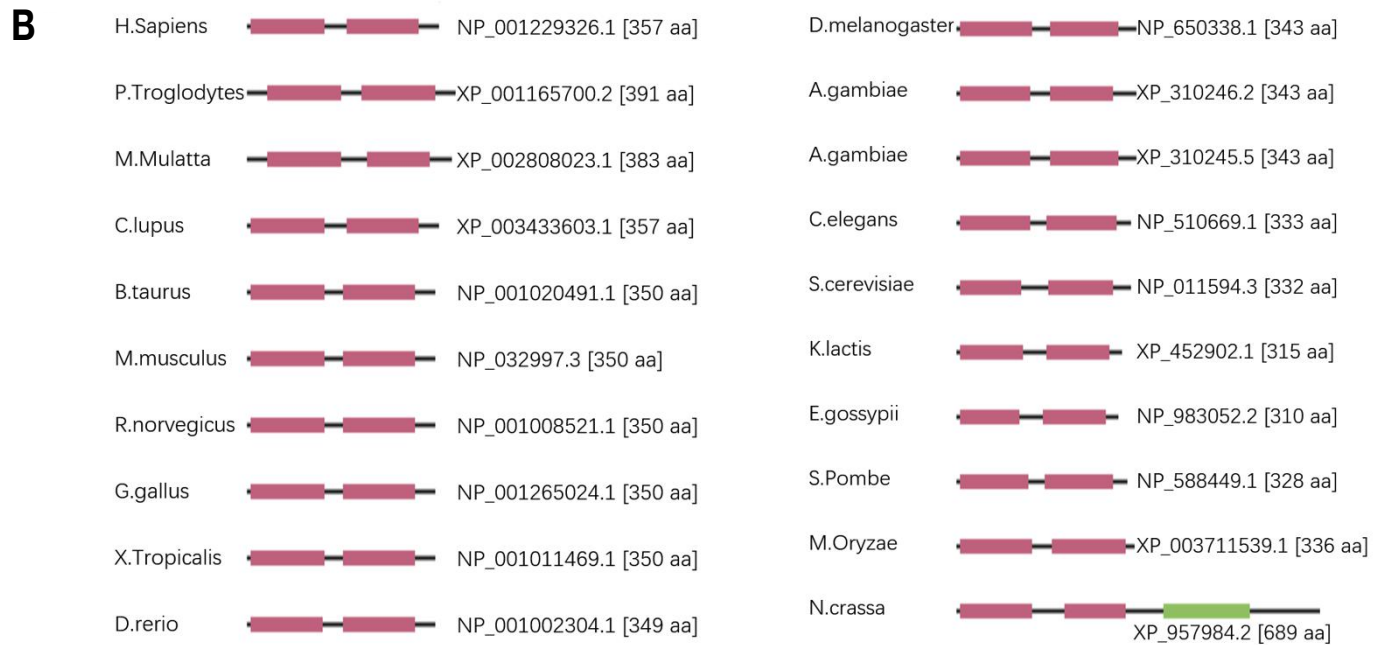 B
H.Sapiens NP_001229326.1 [357 aa]
P.Troglodytes XP_001165700.2 [391 aa]
M.Mulatta XP_002808023.1 [383 aa]
C.lupus XP_003433603.1 [357 aa]
B.taurus NP_001020491.1 [350 aa]
M.musculus NP_032997.3 [350 aa]
R.norvegicus NP_001008521.1 [350 aa]
G.gallus NP_001265024.1 [350 aa]
X.Tropicalis NP_001011469.1 [350 aa]
D.rerio NP_001002304.1 [349 aa]
D.melanogaster NP_650338.1 [343 aa]
A.gambiae XP_310246.2 [343 aa]
A.gambiae XP_310245.5 [343 aa]
C.elegans NP_510669.1 [333 aa]
S.cerevisiae NP_011594.3 [332 aa]
K.lactis XP_452902.1 [315 aa]
E.gossypii NP_983052.2 [310 aa]
S.Pombe NP_588449.1 [328 aa]
M.Oryzae XP_003711539.1 [336 aa]
N.crassa
XP_957984.2 [689 aa]